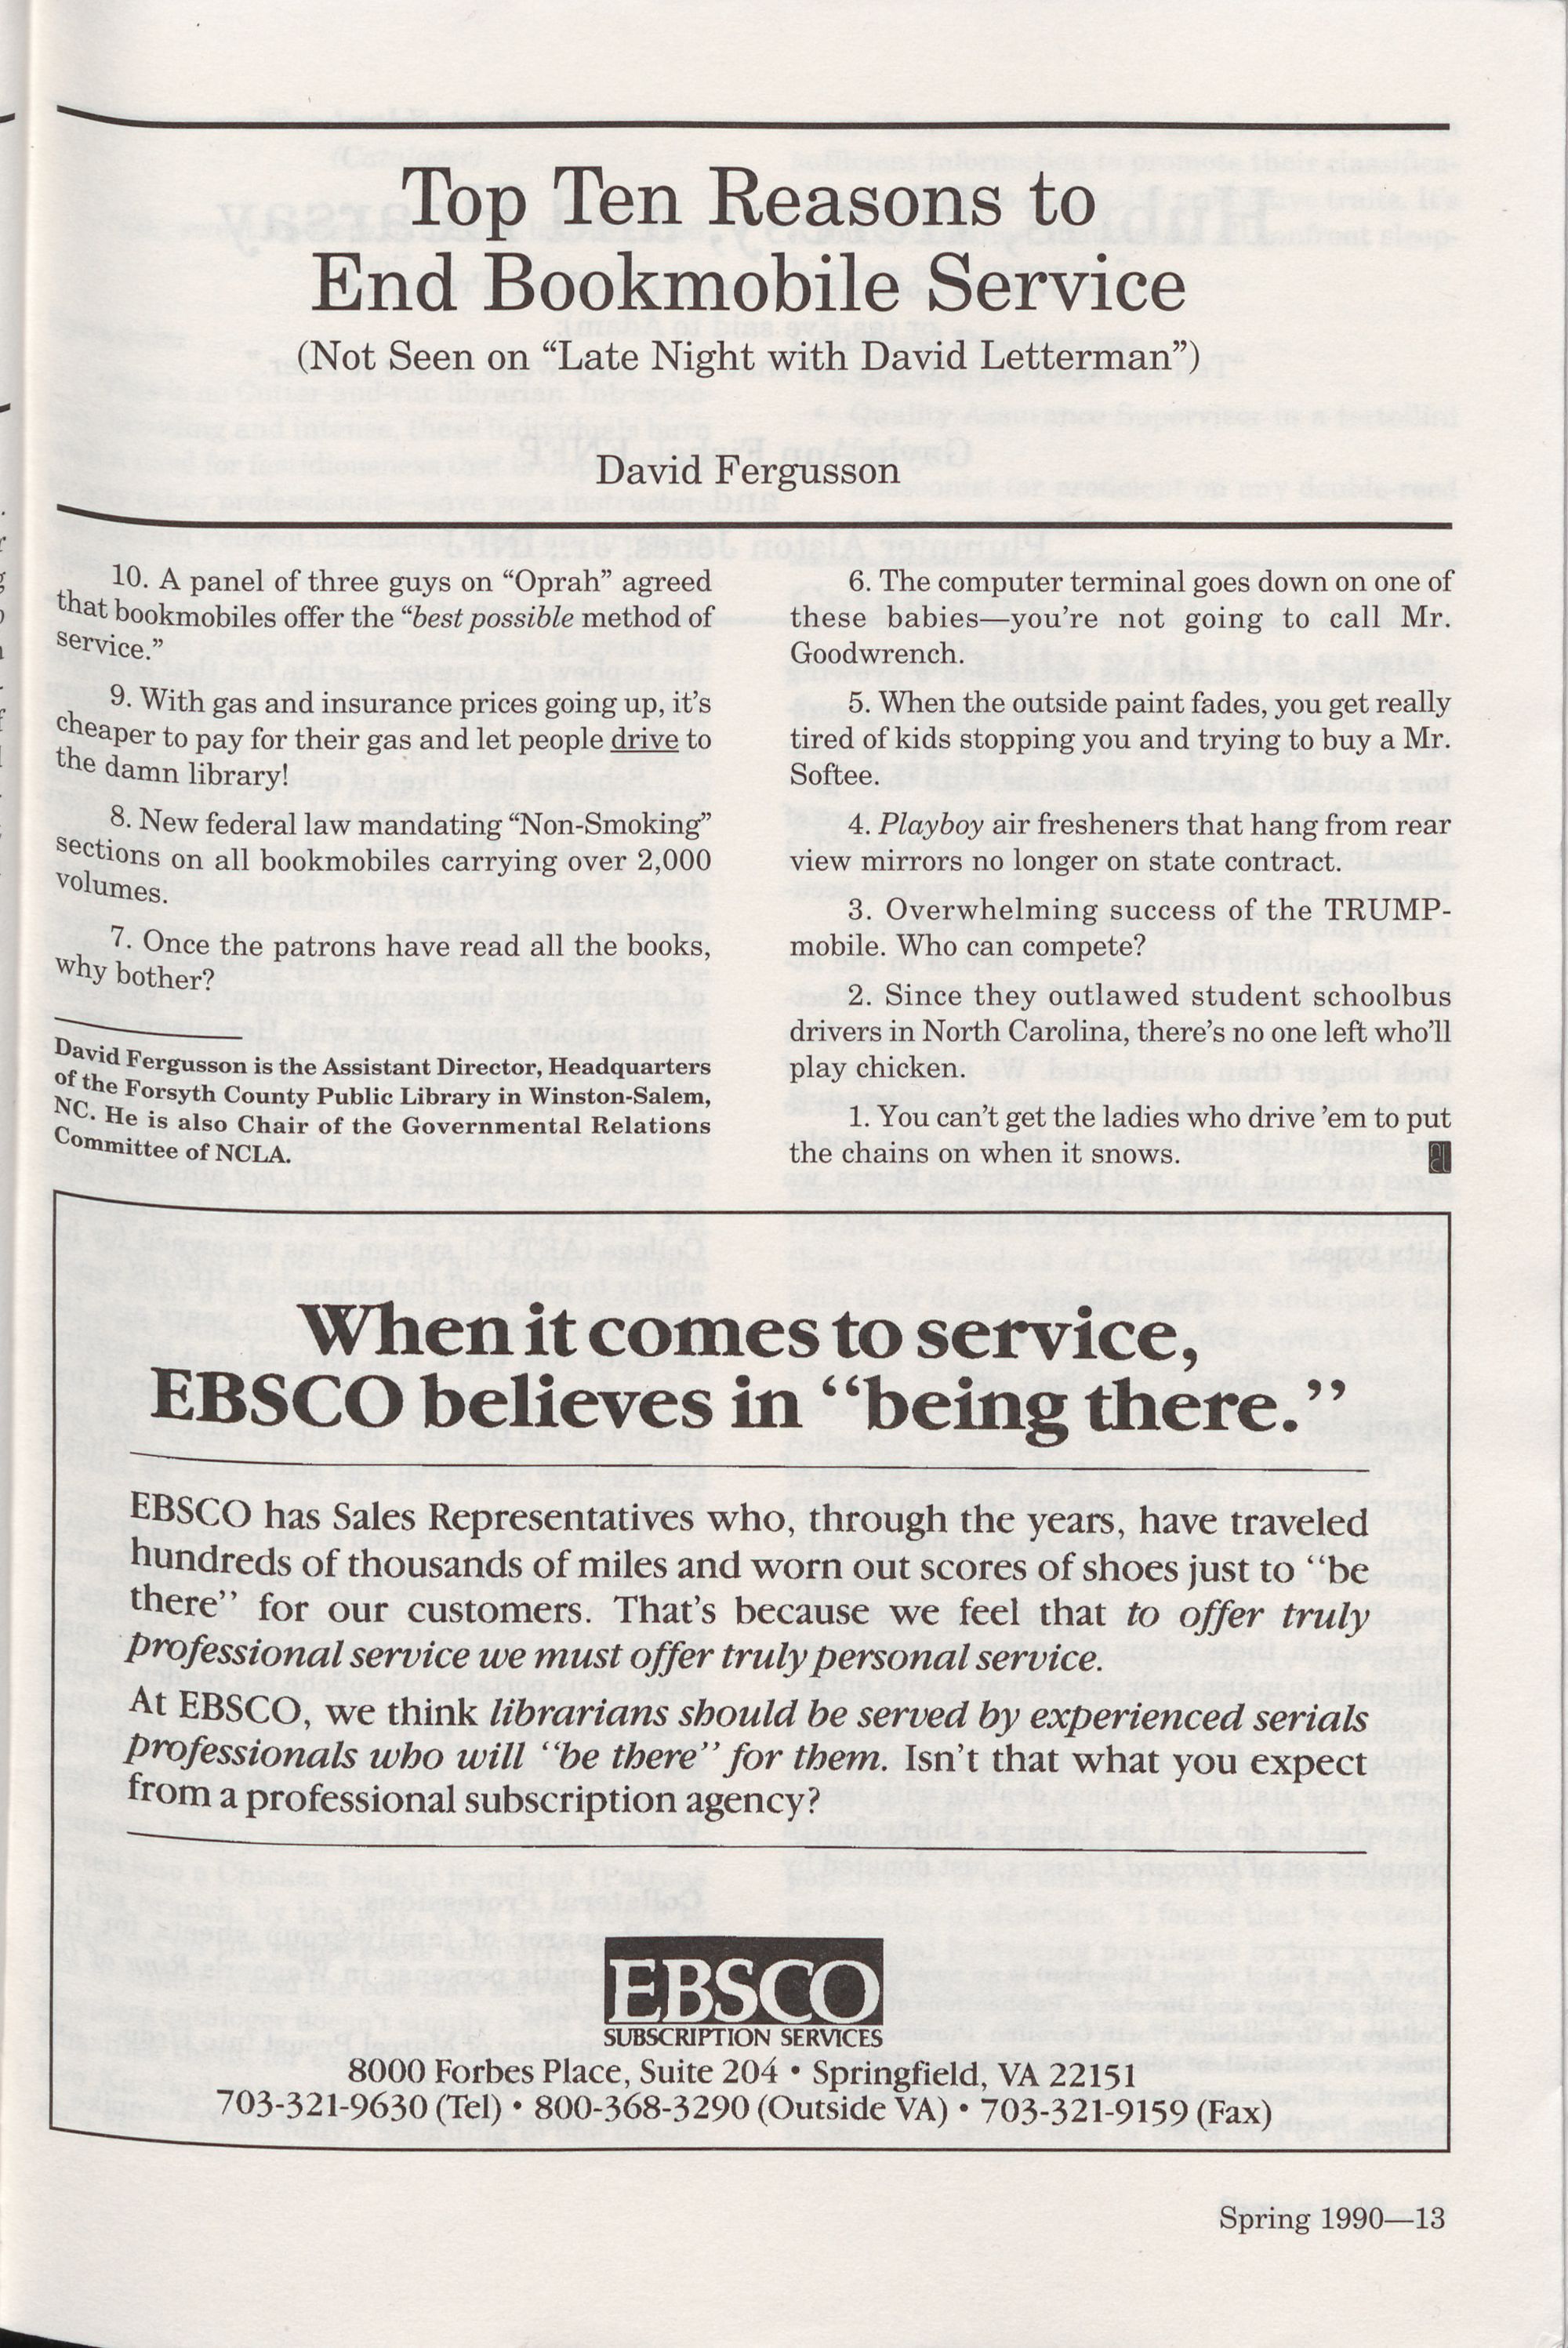 Top Ten Reasons to
End Bookmobile Service
(Not Seen on “Late Night with David Letterman”)
David Fergusson
10. A panel of three guys on “Oprah” agreed
that bookmobiles offer the “best possible method of
service.”
9. With gas and insurance prices going up, it’s
cheaper to pay for their gas and let people drive to
the damn library!
8. New federal law mandating “Non-Smoking”
sections on all bookmobiles carrying over 2,000
volumes.
7. Once the patrons have read all the books,
why bother?
David Fergusson is the Assistant Director, Headquarters
of the Forsyth County Public Library in Winston-Salem,
NC. He is also Chair of the Governmental Relations
Committee of NCLA.
6. The computer terminal goes down on one of
these babies—you’re not going to call Mr.
Goodwrench.
5. When the outside paint fades, you get really
tired of kids stopping you and trying to buy a Mr.
Softee.
4. Playboy air fresheners that hang from rear
view mirrors no longer on state contract.
3. Overwhelming success of the TRUMP-
mobile. Who can compete?
2. Since they outlawed student schoolbus
drivers in North Carolina, there’s no one left who’ll
play chicken.
1. You can’t get the ladies who drive ’em to put
the chains on when it snows.
When it comes to service,
EBSCO believes in “being there.”
EBSCO has Sales Representatives who, through the years, have traveled
hundreds of thousands of miles and worn out scores of shoes just to “be
there” for our customers. That’s because we feel that to offer truly
professional service we must offer truly personal service.
At EBSCO, we think librarians should be served by experienced serials
professionals who will “be there” for them. Isn’t that what you expect
from a professional subscription agency?
EBSCO
SUBSCRIPTION SERVICES
8000 Forbes Place, Suite 204 • Springfield, VA 22151
703-321-9630 (Tel) • 800-368-3290 (Outside VA) • 703-321-9159 (Fax)
Spring 1990—13